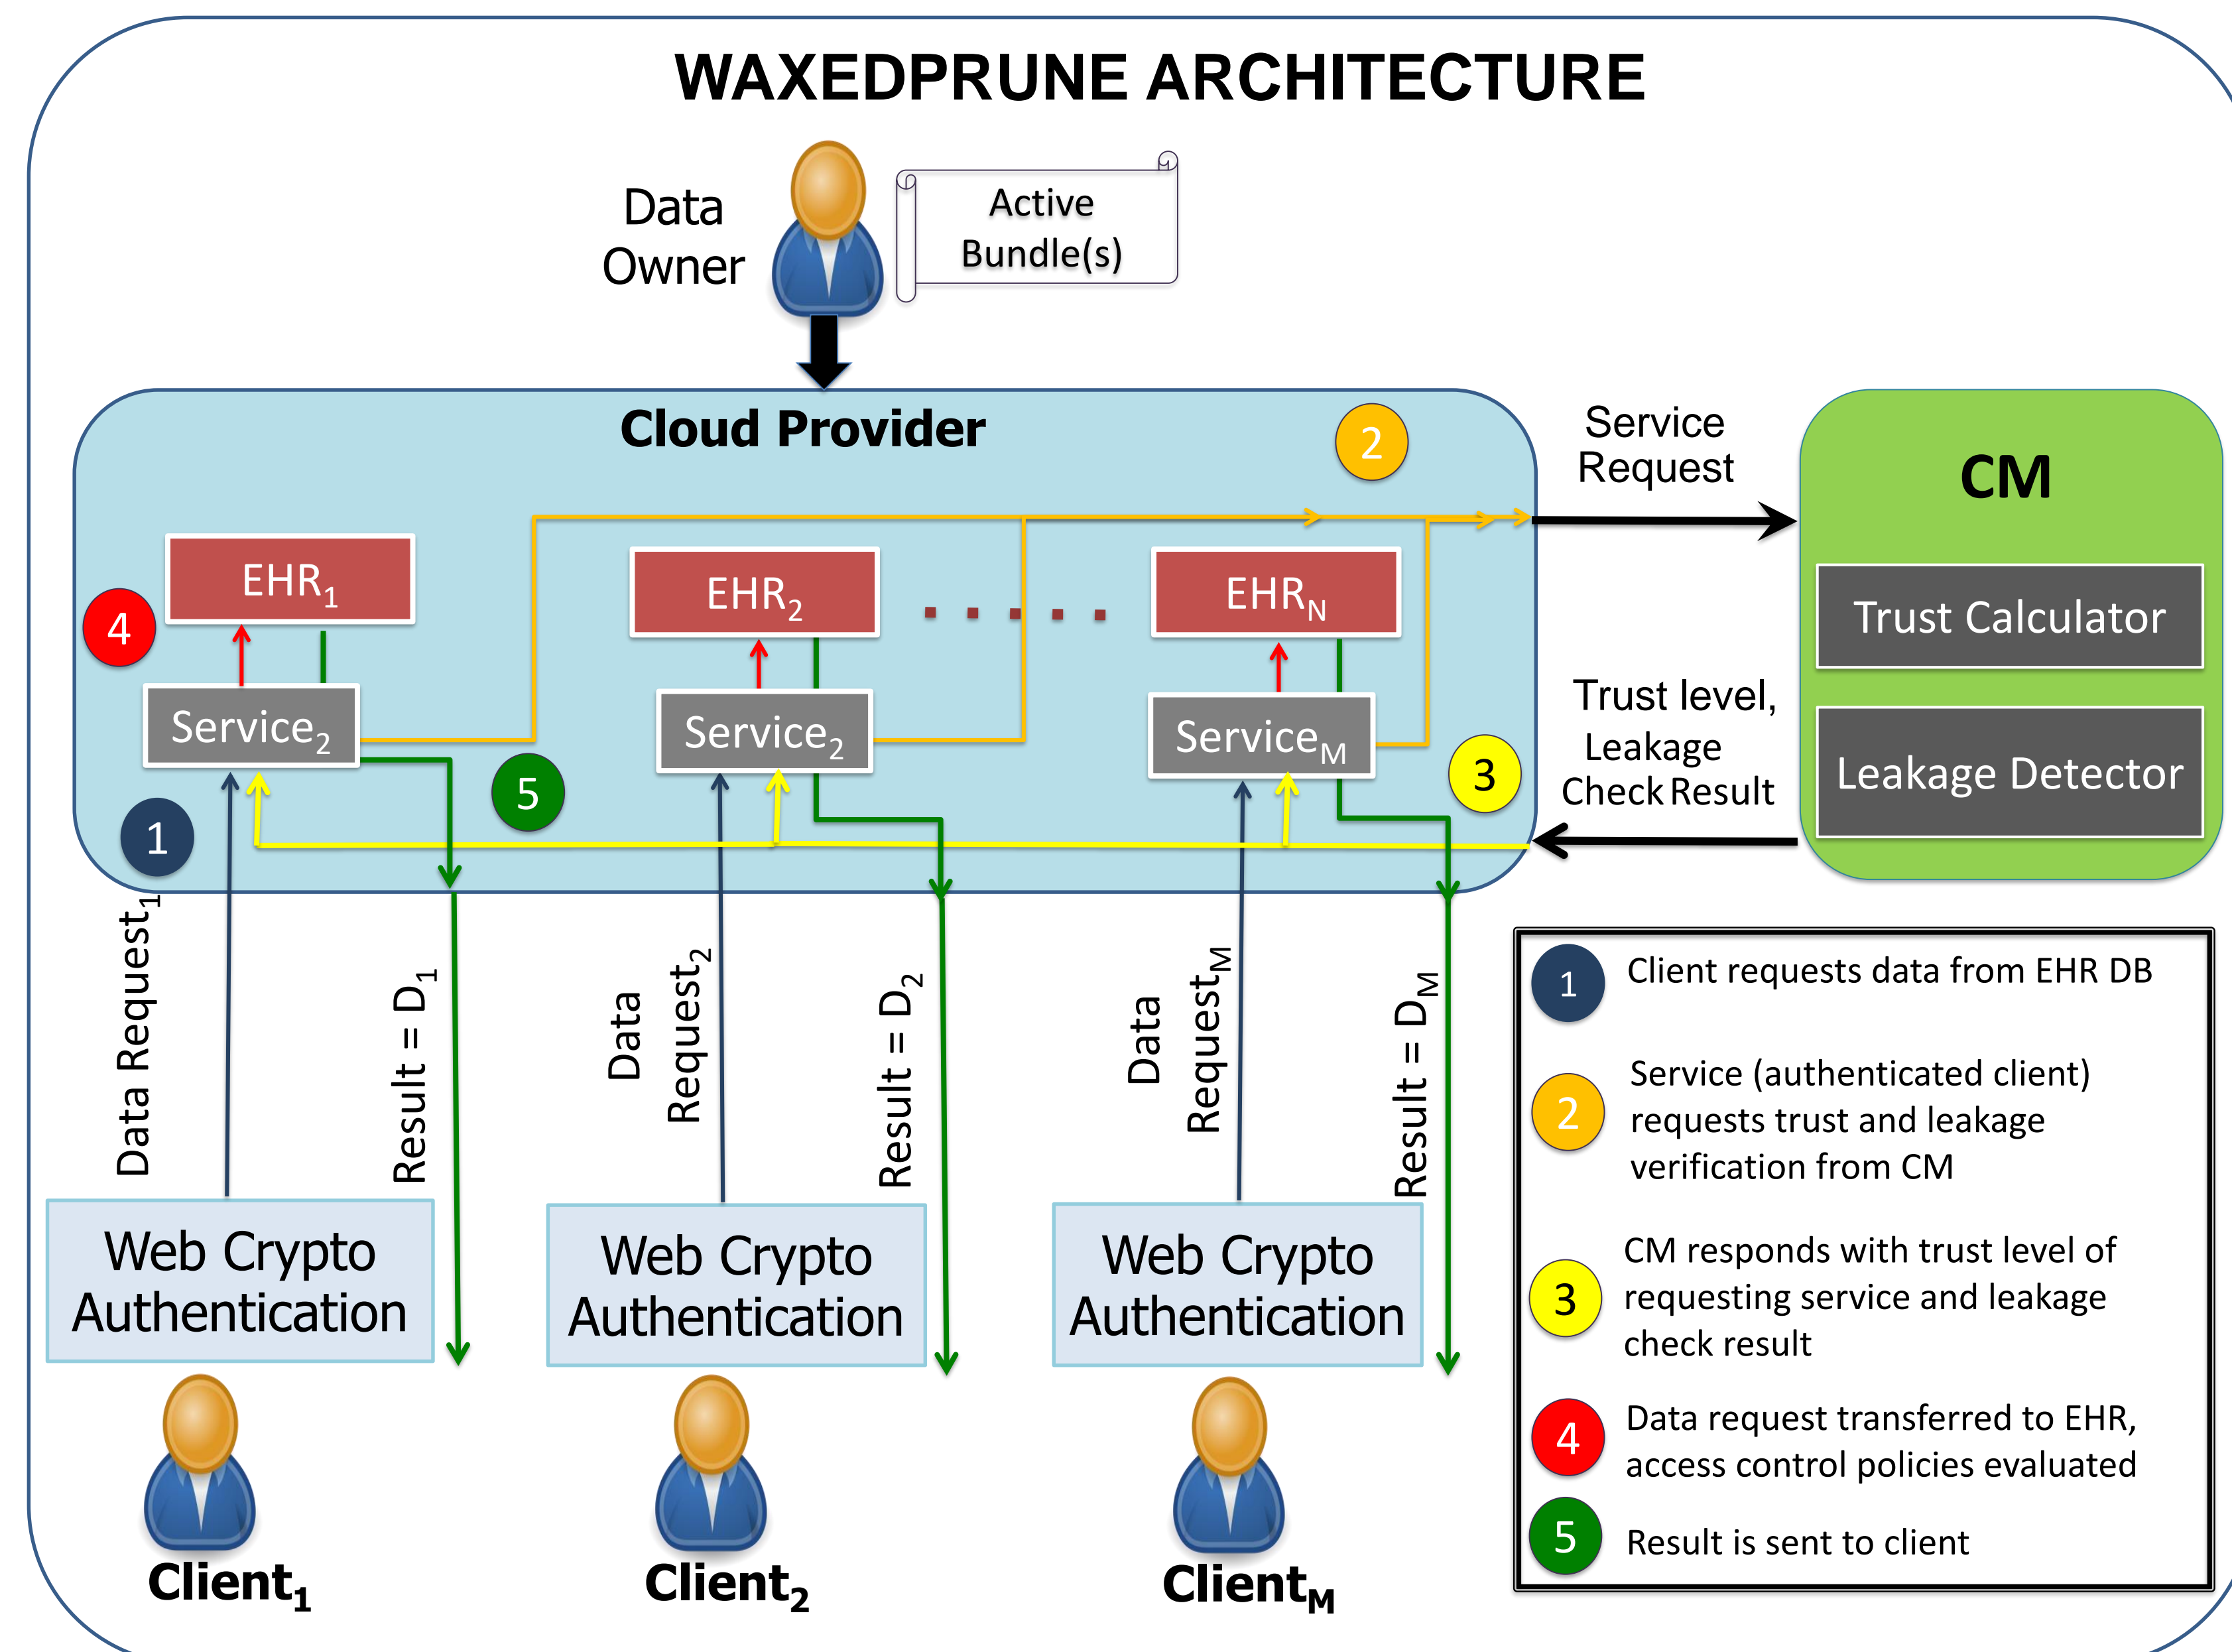 WAXEDPRUNE ARCHITECTURE
Data
Owner
Active
Bundle(s)
Cloud Provider
2
Service
Request
CM
EHR₁
EHR₂
EHR_N
4
Trust Calculator
Service₂
Service₂
Service_M
Trust level,
Leakage
Check Result
3
5
Leakage Detector
1
Data Request₁
Result = D₁
Data
Request₂
Result = D₂
Data
Request_M
Result = D_M
Web Crypto
Authentication
Web Crypto
Authentication
Web Crypto
Authentication
Client₁
Client₂
Client_M
1
Client requests data from EHR DB
2
Service (authenticated client)
requests trust and leakage
verification from CM
3
CM responds with trust level of
requesting service and leakage
check result
4
Data request transferred to EHR,
access control policies evaluated
5
Result is sent to client